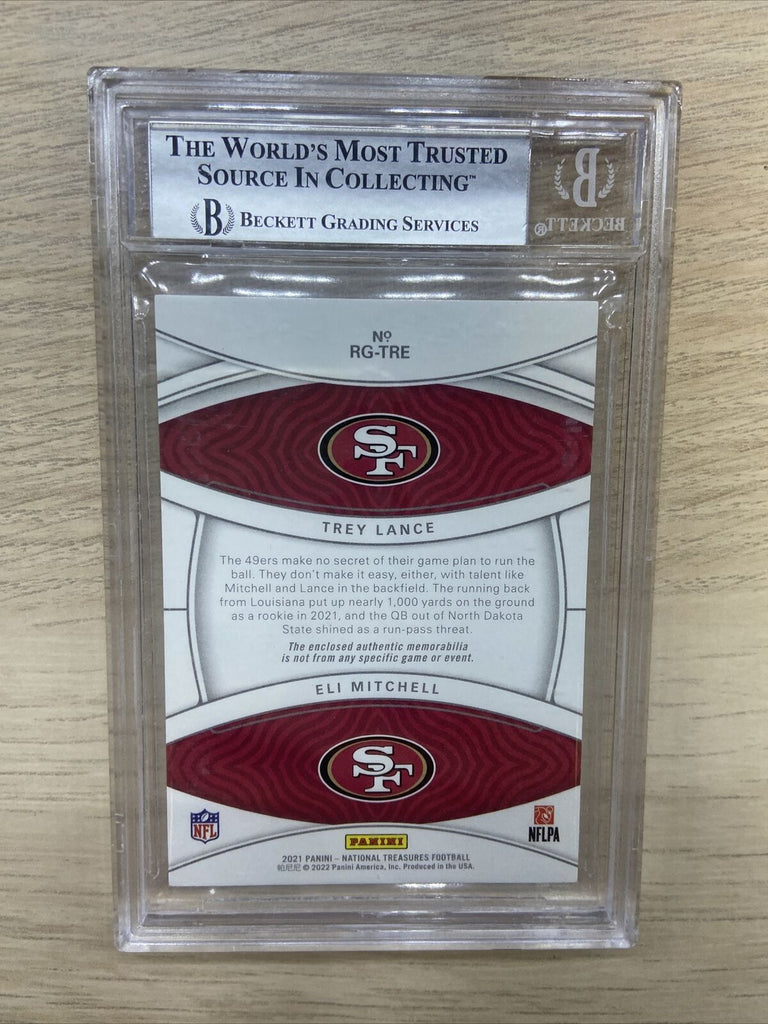 THE WORLD'S MOST TRUSTED
SOURCE IN COLLECTING™
B BECKETT GRADING SERVICES
B
BECKETT®
Nº
RG-TRE
SF
TREY LANCE
The 49ers make no secret of their game plan to run the
ball. They don't make it easy, either, with talent like
Mitchell and Lance in the backfield. The running back
from Louisiana put up nearly 1,000 yards on the ground
as a rookie in 2021, and the QB out of North Dakota
State shined as a run-pass threat.
The enclosed authentic memorabilia
is not from any specific game or event.
ELI MITCHELL
SF
NFL
PANINI
NFLPA
2021 PANINI – NATIONAL TREASURES FOOTBALL
帕尼尼 © 2022 Panini America, Inc. Produced in the USA.